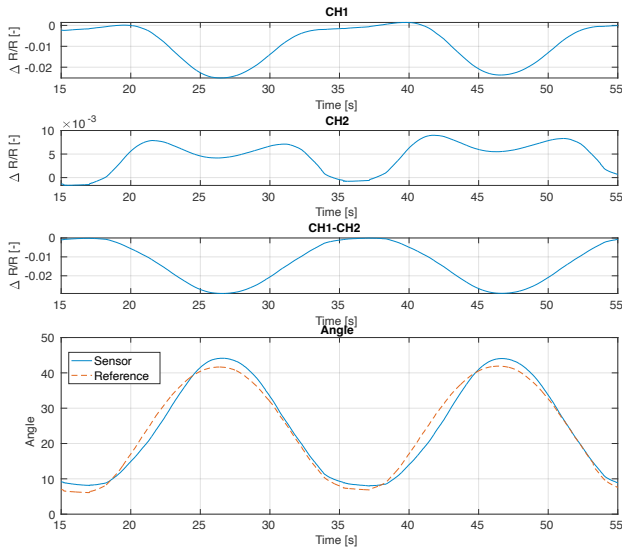 CH1
0
-0.01
-0.02
Δ R/R [-]
15 20 25 30 35 40 45 50 55
Time [s]
CH2
×10⁻³
10
5
0
Δ R/R [-]
15 20 25 30 35 40 45 50 55
Time [s]
CH1-CH2
0
-0.01
-0.02
Δ R/R [-]
15 20 25 30 35 40 45 50 55
Time [s]
Angle
50
40
30
20
10
0
Angle
Sensor
Reference
15 20 25 30 35 40 45 50 55
Time [s]